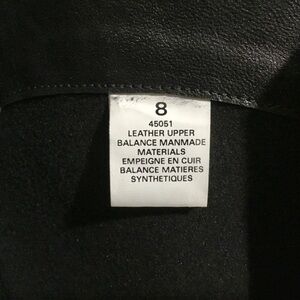 8
45051
LEATHER UPPER
BALANCE MANMADE
MATERIALS
EMPEIGNE EN CUIR
BALANCE MATIERES
SYNTHETIQUES